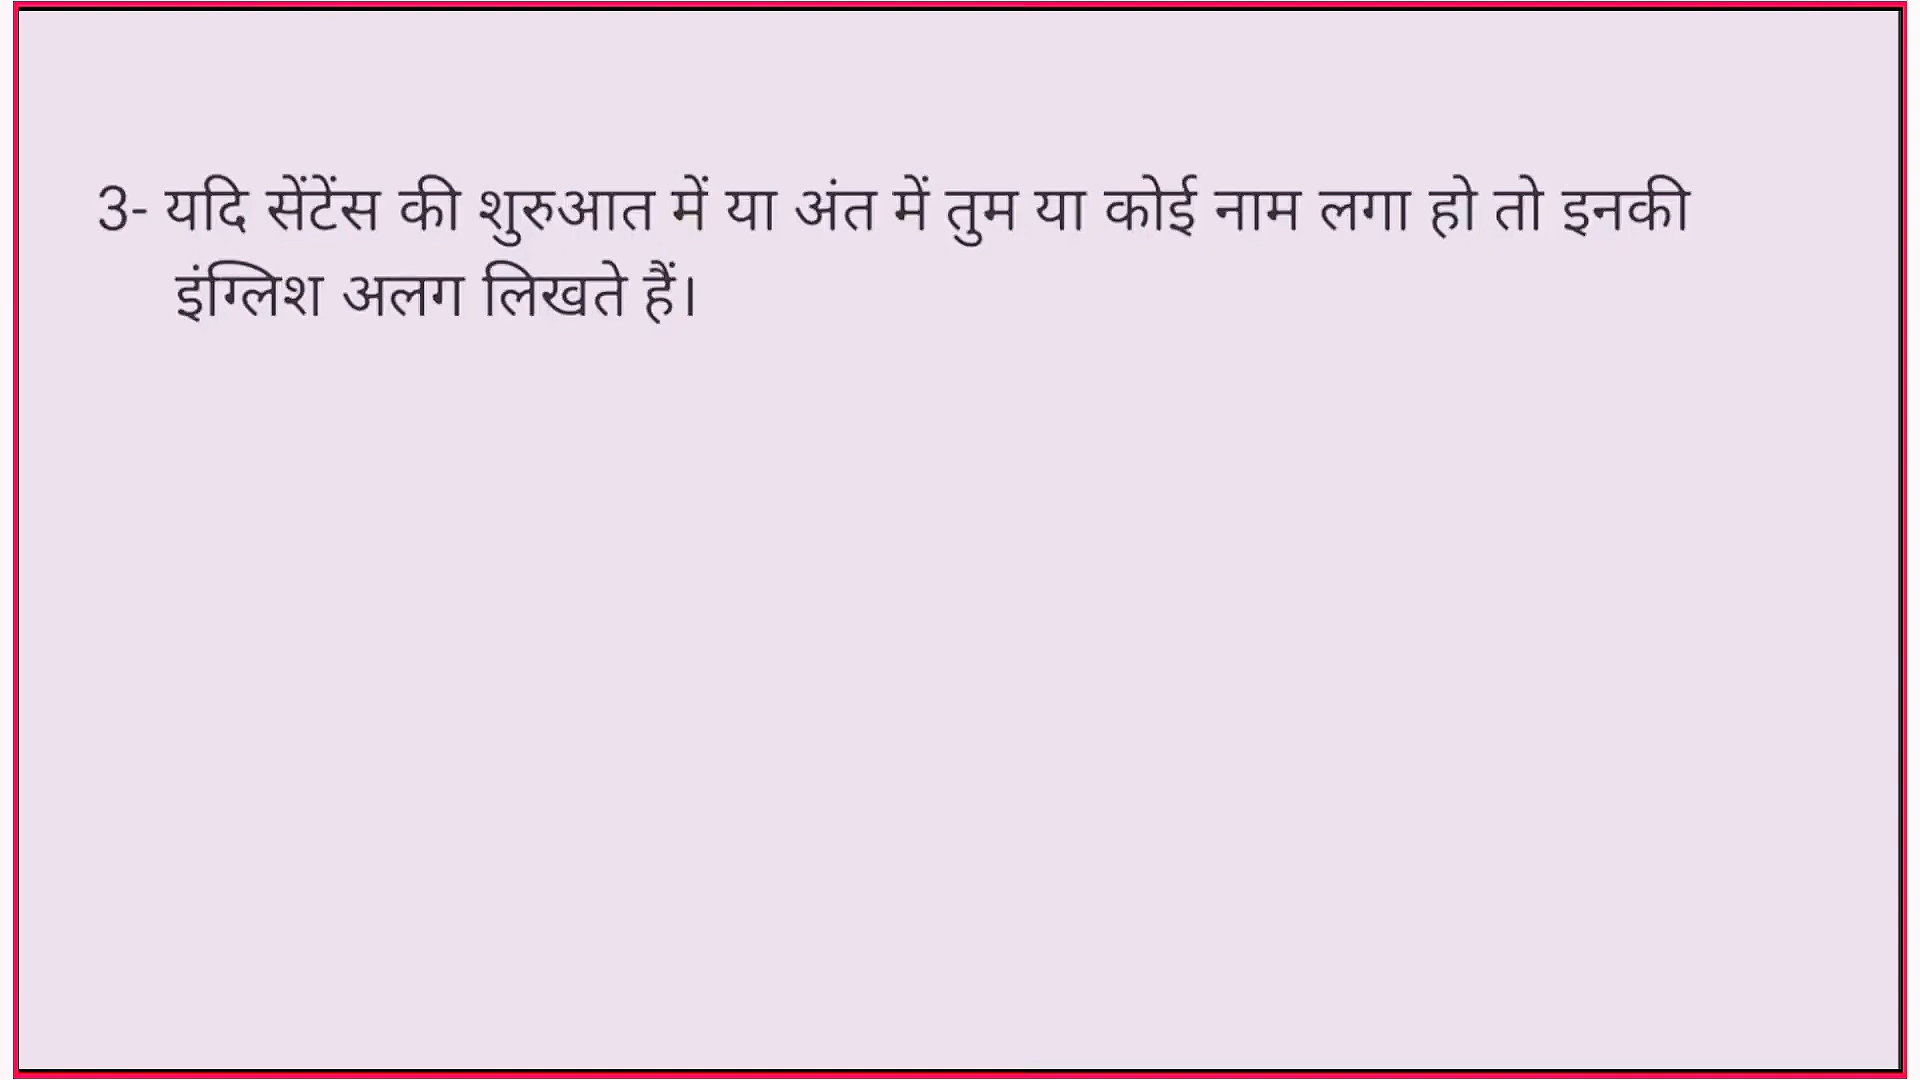 3- यदि सेंटेंस की शुरुआत में या अंत में तुम या कोई नाम लगा हो तो इनकी
इंग्लिश अलग लिखते हैं।